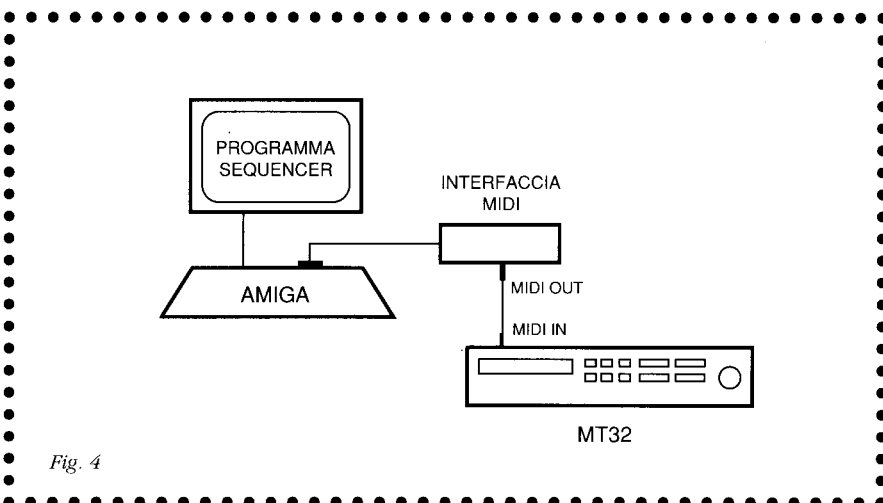 PROGRAMMA
SEQUENCER
INTERFACCIA
MIDI
AMIGA
MIDI OUT
MIDI IN
MT32
Fig. 4